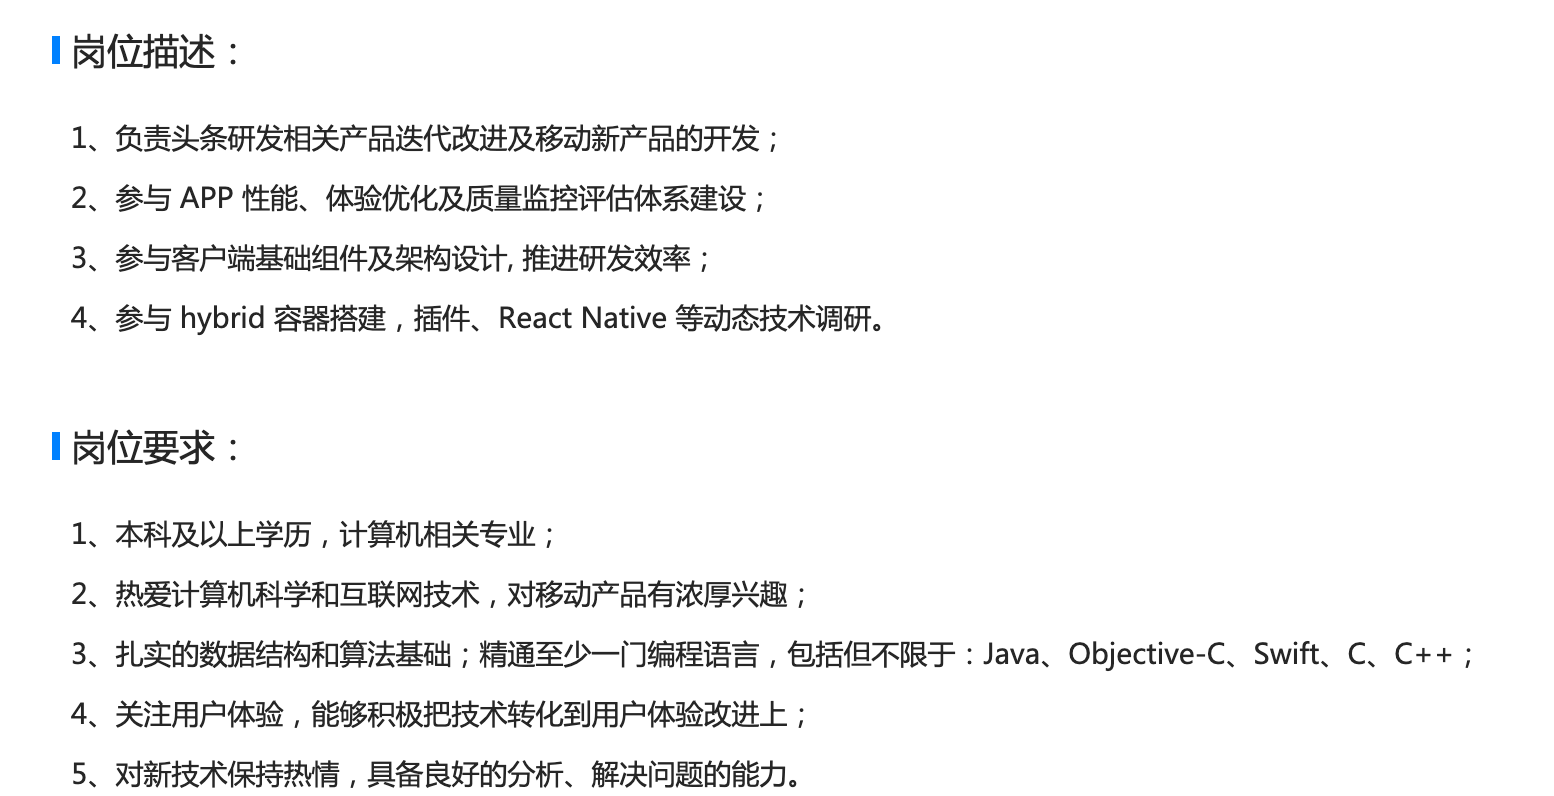 岗位描述：
1、负责头条研发相关产品迭代改进及移动新产品的开发；
2、参与 APP 性能、体验优化及质量监控评估体系建设；
3、参与客户端基础组件及架构设计, 推进研发效率；
4、参与 hybrid 容器搭建，插件、React Native 等动态技术调研。
岗位要求：
1、本科及以上学历，计算机相关专业；
2、热爱计算机科学和互联网技术，对移动产品有浓厚兴趣；
3、扎实的数据结构和算法基础；精通至少一门编程语言，包括但不限于：Java、Objective-C、Swift、C、C++；
4、关注用户体验，能够积极把技术转化到用户体验改进上；
5、对新技术保持热情，具备良好的分析、解决问题的能力。